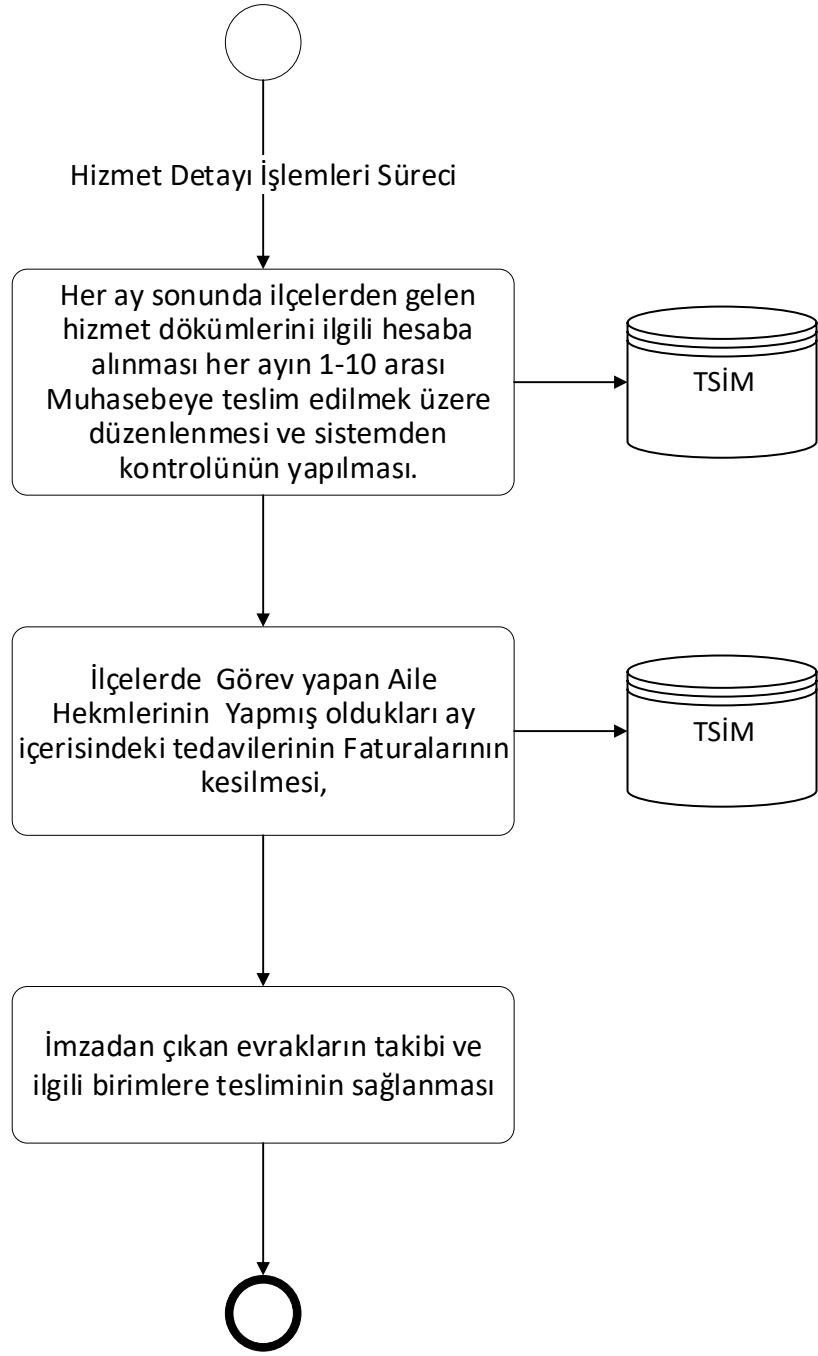 Hizmet Detayı İşlemleri Süreci
Her ay sonunda ilçelerden gelen
hizmet dökümlerini ilgili hesaba
alınması her ayın 1-10 arası
Muhasebeye teslim edilmek üzere
düzenlenmesi ve sistemden
kontrolünün yapılması.
TSİM
İlçelerde Görev yapan Aile
Hekmlerinin Yapmış oldukları ay
içerisindeki tedavilerinin Faturalarının
kesilmesi,
TSİM
İmzadan çıkan evrakların takibi ve
ilgili birimlere tesliminin sağlanması